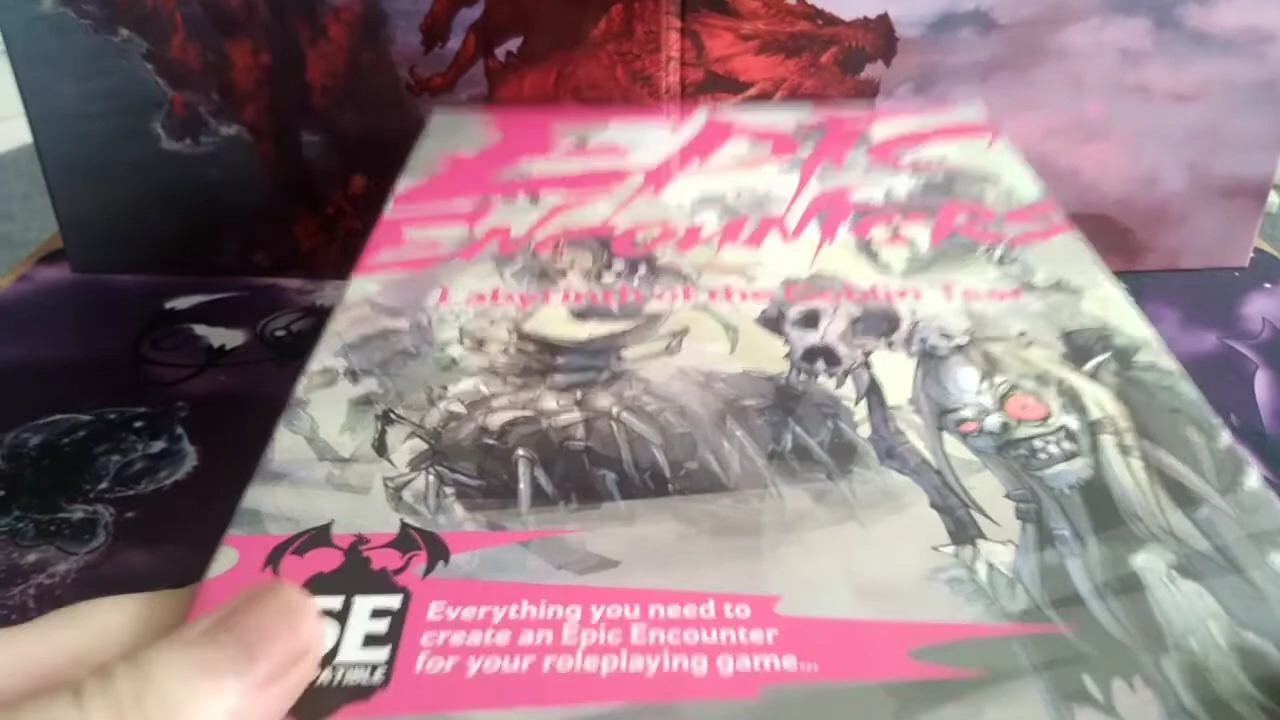 EPIC
ENCOUNTERS
Labyrinth of the Goblin Tsar
5E
Everything you need to
create an Epic Encounter
for your roleplaying game...